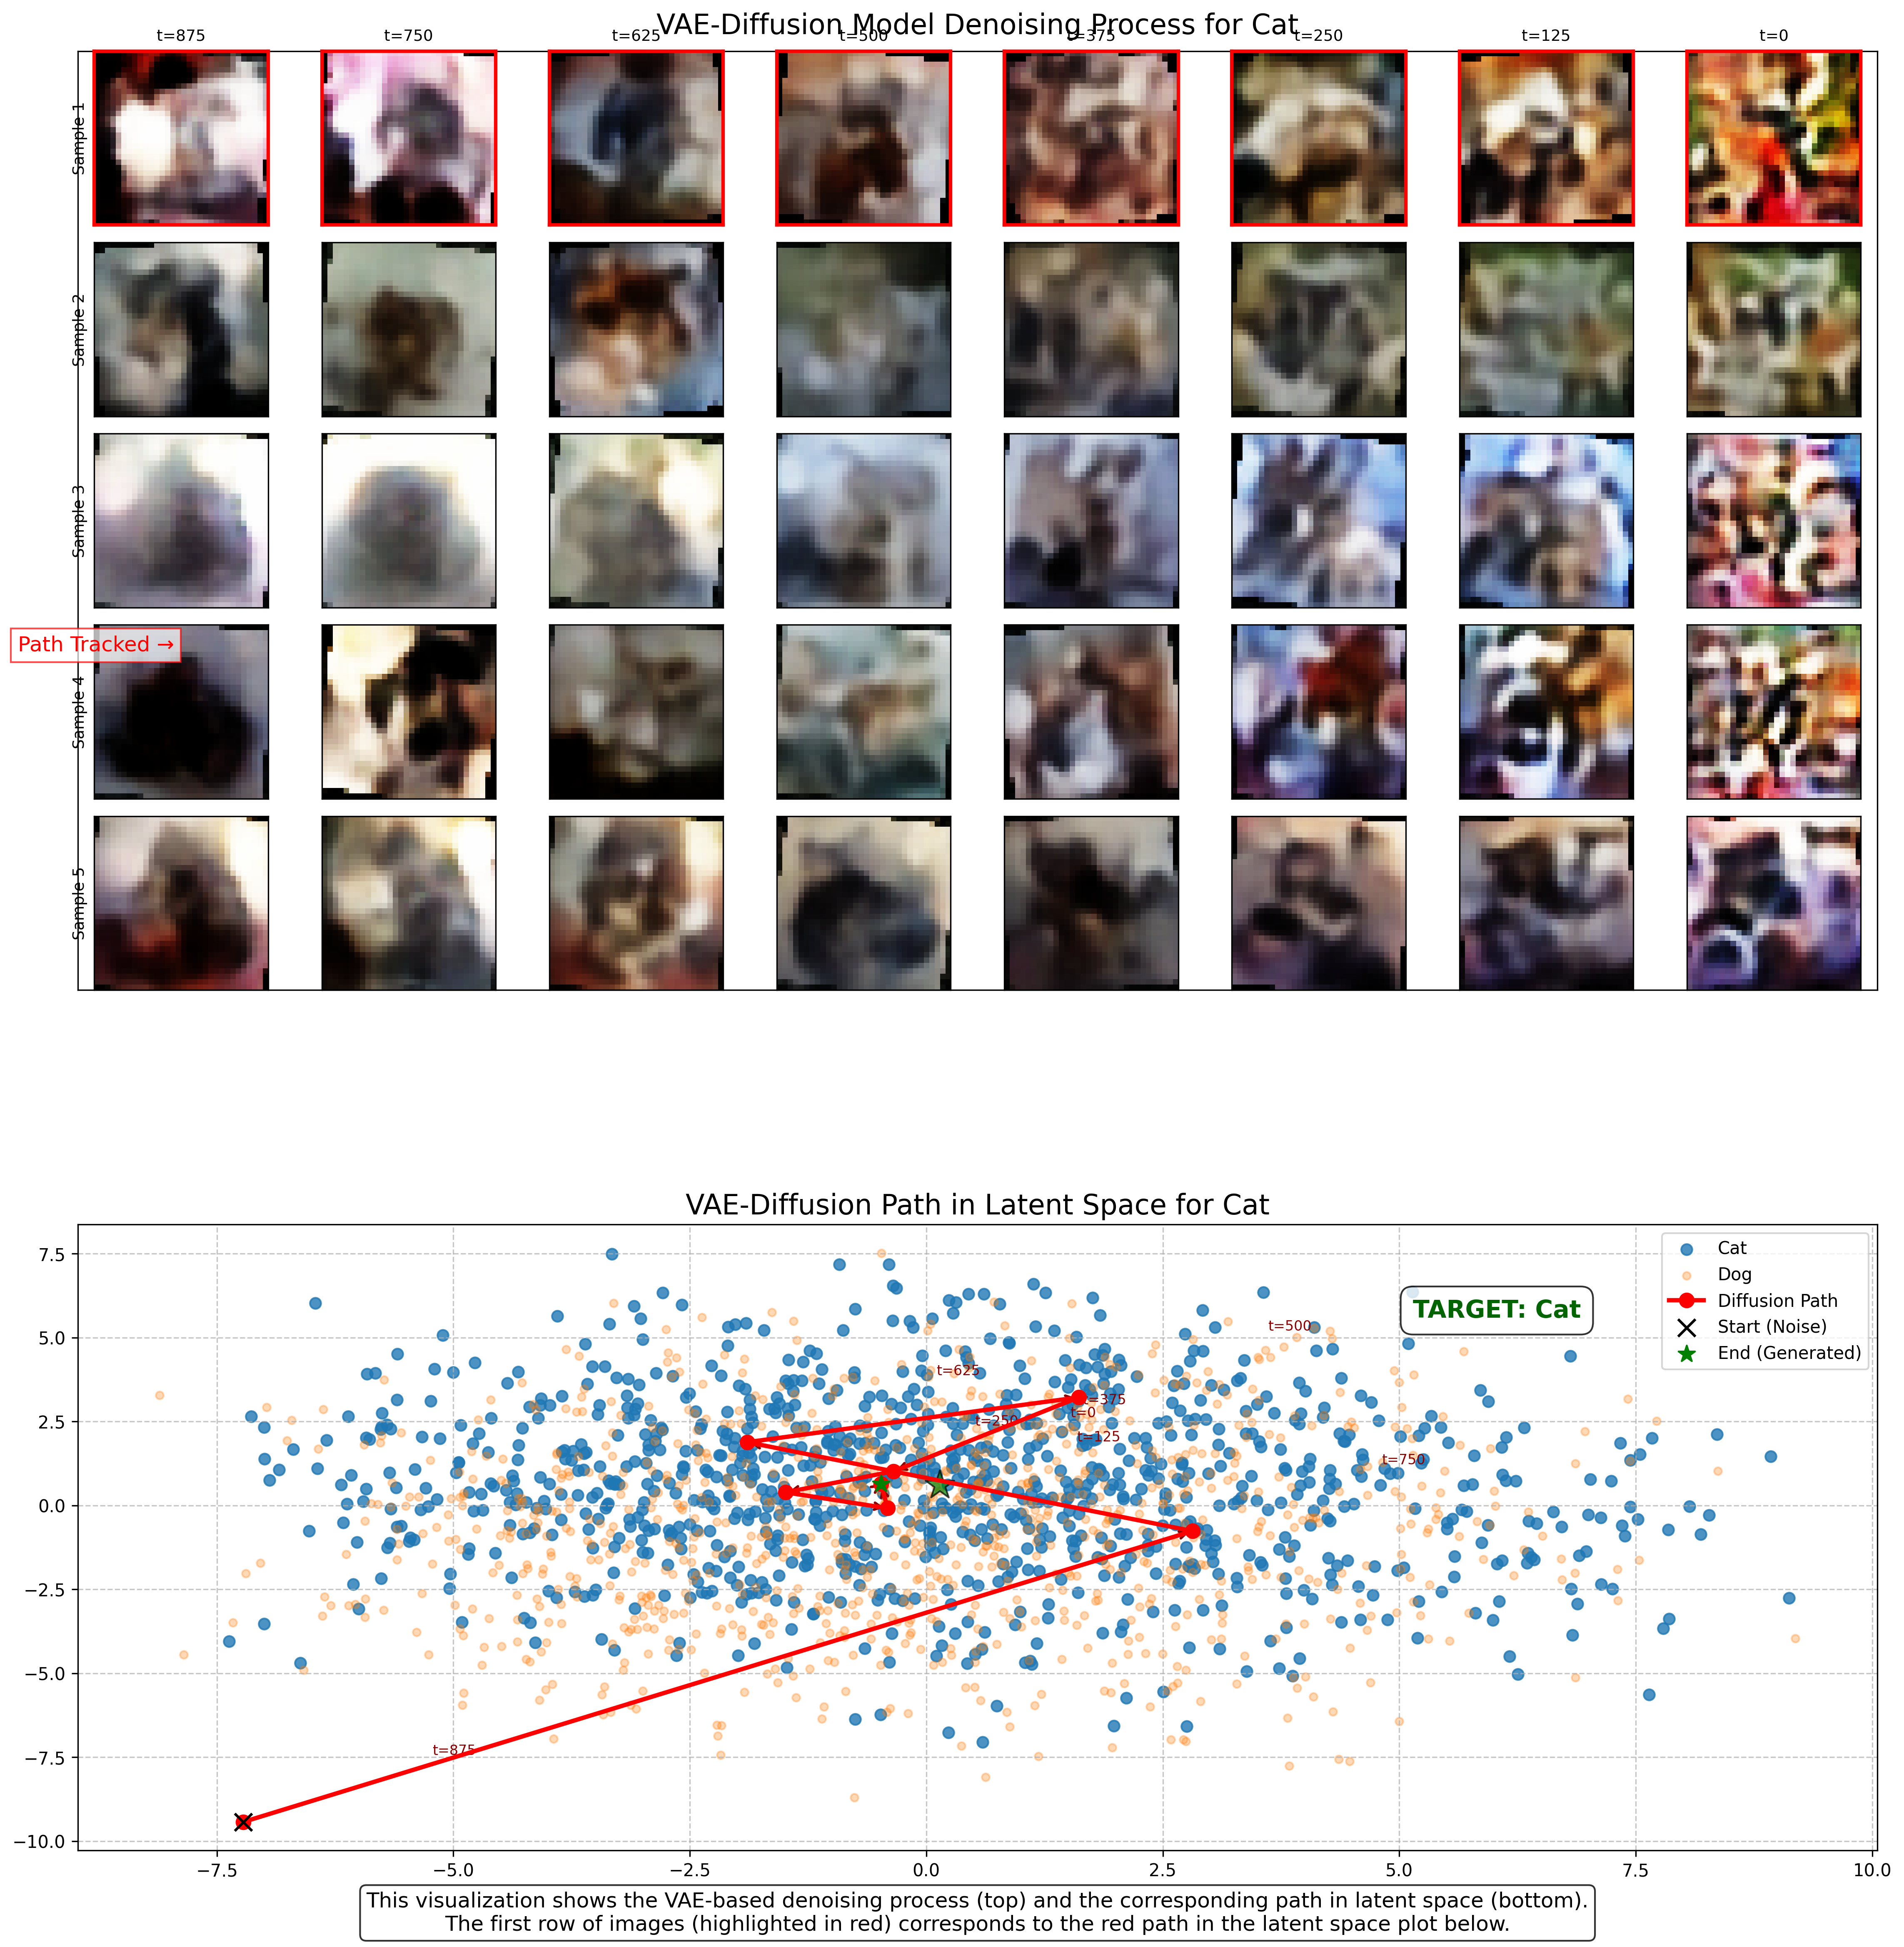 VAE-Diffusion Model Denoising Process for Cat
t=875
t=750
t=625
t=500
t=375
t=250
t=125
t=0
Sample 1
Sample 2
Sample 3
Path Tracked →
Sample 4
Sample 5
VAE-Diffusion Path in Latent Space for Cat
7.5
5.0
2.5
0.0
−2.5
−5.0
−7.5
−10.0
Cat
Dog
Diffusion Path
Start (Noise)
End (Generated)
TARGET: Cat
t=500
t=625
t=375
t=0
t=250
t=125
t=750
t=875
−7.5
−5.0
−2.5
0.0
2.5
5.0
7.5
10.0
This visualization shows the VAE-based denoising process (top) and the corresponding path in latent space (bottom).
The first row of images (highlighted in red) corresponds to the red path in the latent space plot below.